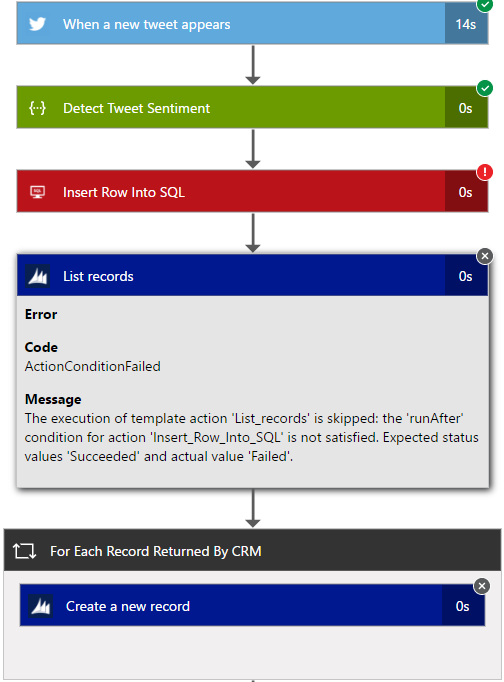 When a new tweet appears 14s
{··} Detect Tweet Sentiment 0s
SQL Insert Row Into SQL 0s
List records 0s
Error
Code
ActionConditionFailed
Message
The execution of template action 'List_records' is skipped: the 'runAfter'
condition for action 'Insert_Row_Into_SQL' is not satisfied. Expected status
values 'Succeeded' and actual value 'Failed'.
For Each Record Returned By CRM
Create a new record 0s